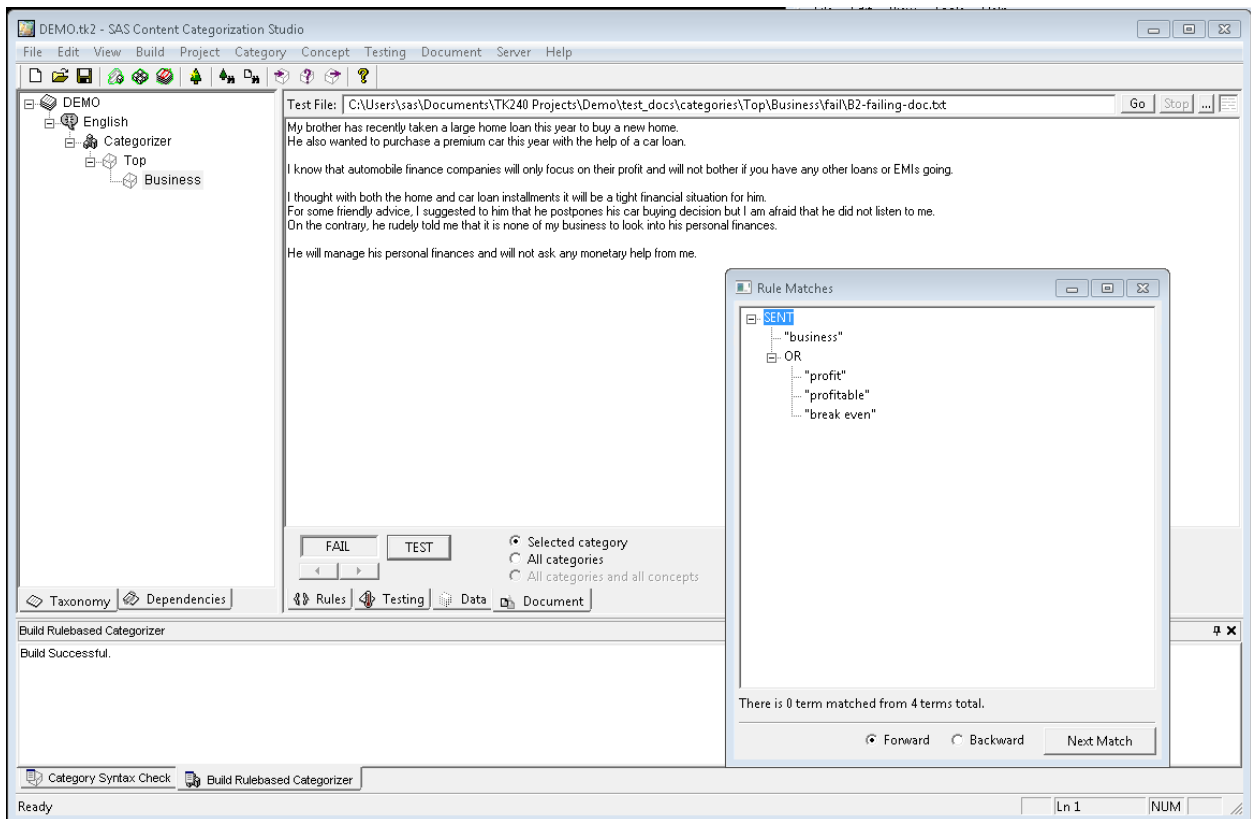 DEMO.tk2 - SAS Content Categorization Studio
File Edit View Build Project Category Concept Testing Document Server Help
DEMO
English
Categorizer
Top
Business
Taxonomy
Dependencies
Test File: C:\Users\sas\Documents\TK240 Projects\Demo\test_docs\categories\Top\Business\fail\B2-failing-doc.txt
Go Stop ...
My brother has recently taken a large home loan this year to buy a new home.
He also wanted to purchase a premium car this year with the help of a car loan.
I know that automobile finance companies will only focus on their profit and will not bother if you have any other loans or EMIs going.
I thought with both the home and car loan installments it will be a tight financial situation for him.
For some friendly advice, I suggested to him that he postpones his car buying decision but I am afraid that he did not listen to me.
On the contrary, he rudely told me that it is none of my business to look into his personal finances.
He will manage his personal finances and will not ask any monetary help from me.
FAIL TEST
Selected category
All categories
All categories and all concepts
Rules Testing Data Document
Rule Matches
SENT
"business"
OR
"profit"
"profitable"
"break even"
There is 0 term matched from 4 terms total.
Forward Backward Next Match
Build Rulebased Categorizer
Build Successful.
Category Syntax Check Build Rulebased Categorizer
Ready Ln 1 NUM